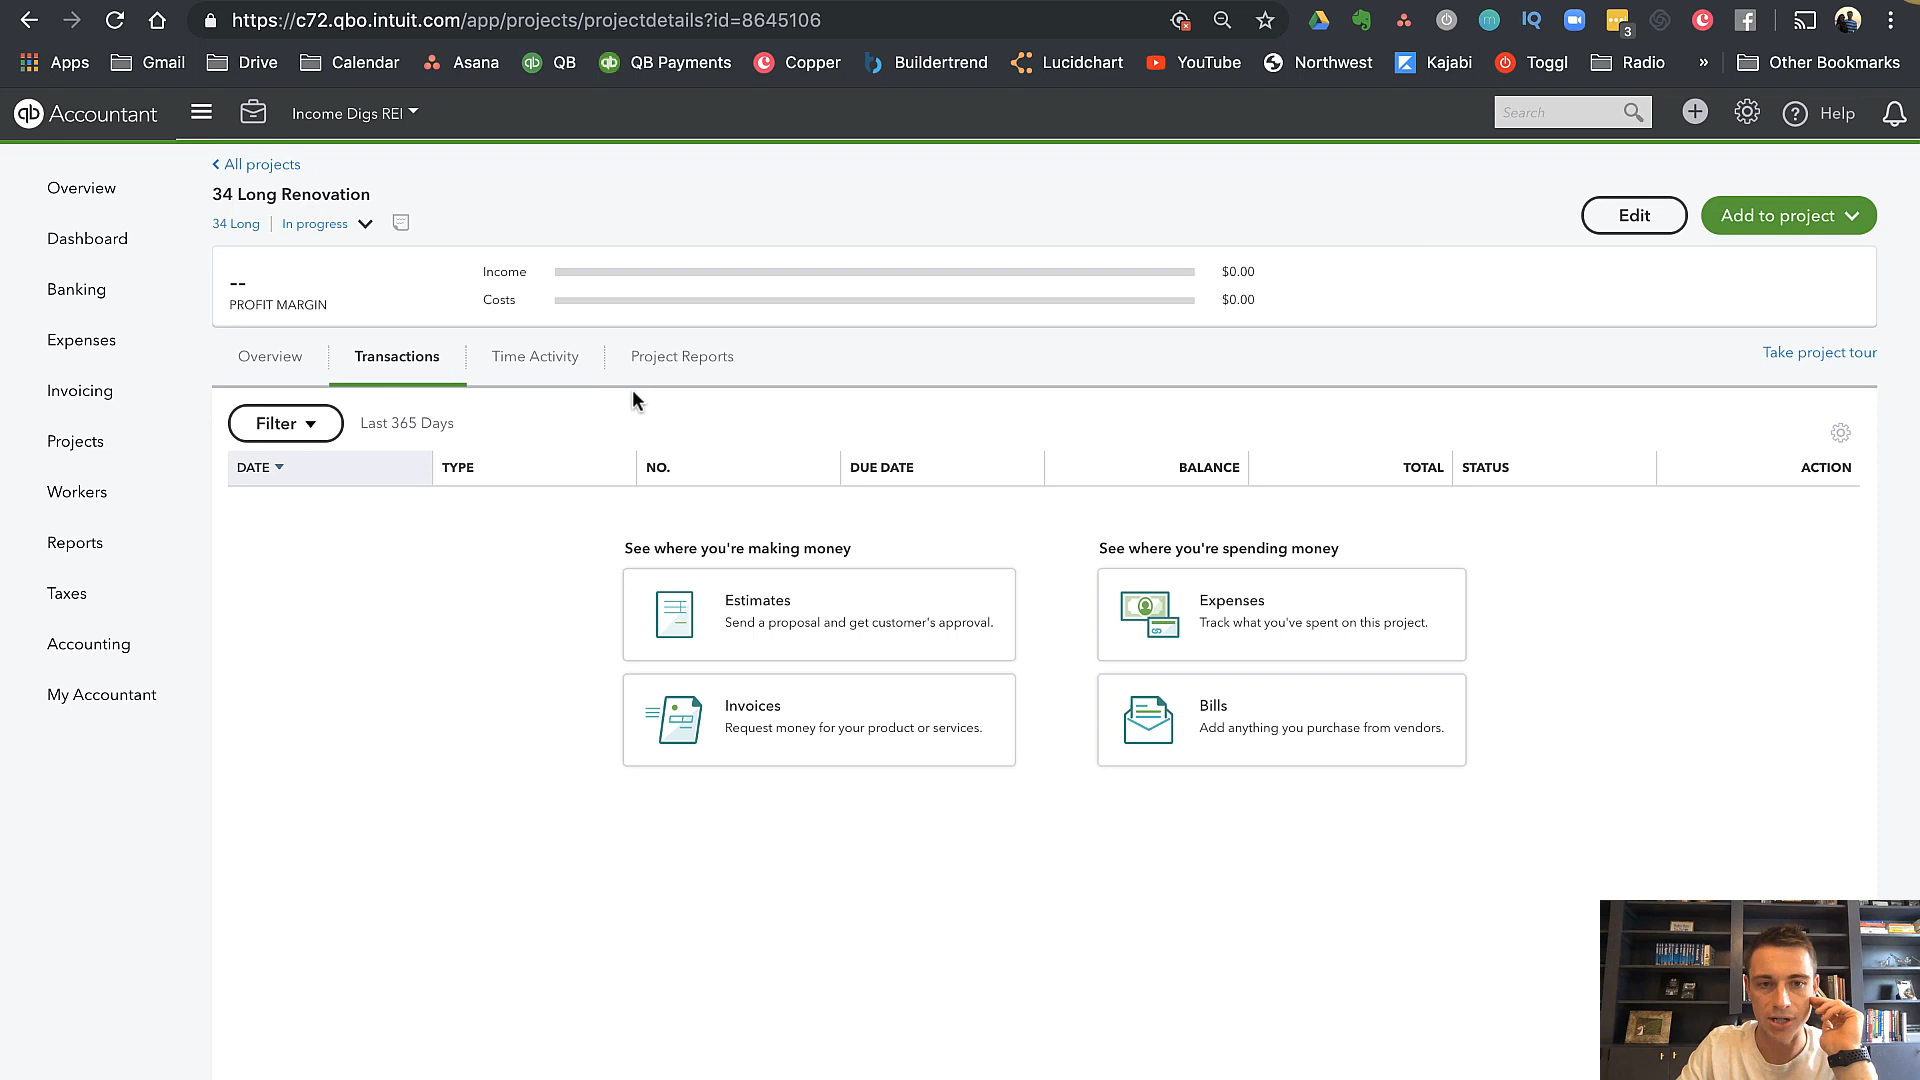 https://c72.qbo.intuit.com/app/projects/projectdetails?id=8645106
3
Apps Gmail Drive Calendar Asana QB QB Payments Copper Buildertrend Lucidchart YouTube Northwest Kajabi Toggl Radio » Other Bookmarks
qb Accountant Income Digs REI Search Help
< All projects
34 Long Renovation
34 Long | In progress
Edit
Add to project
-- 
PROFIT MARGIN
Income $0.00
Costs $0.00
Overview Transactions Time Activity Project Reports Take project tour
Filter Last 365 Days
DATE TYPE NO. DUE DATE BALANCE TOTAL STATUS ACTION
See where you're making money
Estimates
Send a proposal and get customer's approval.
Invoices
Request money for your product or services.
See where you're spending money
Expenses
Track what you've spent on this project.
Bills
Add anything you purchase from vendors.
Overview
Dashboard
Banking
Expenses
Invoicing
Projects
Workers
Reports
Taxes
Accounting
My Accountant